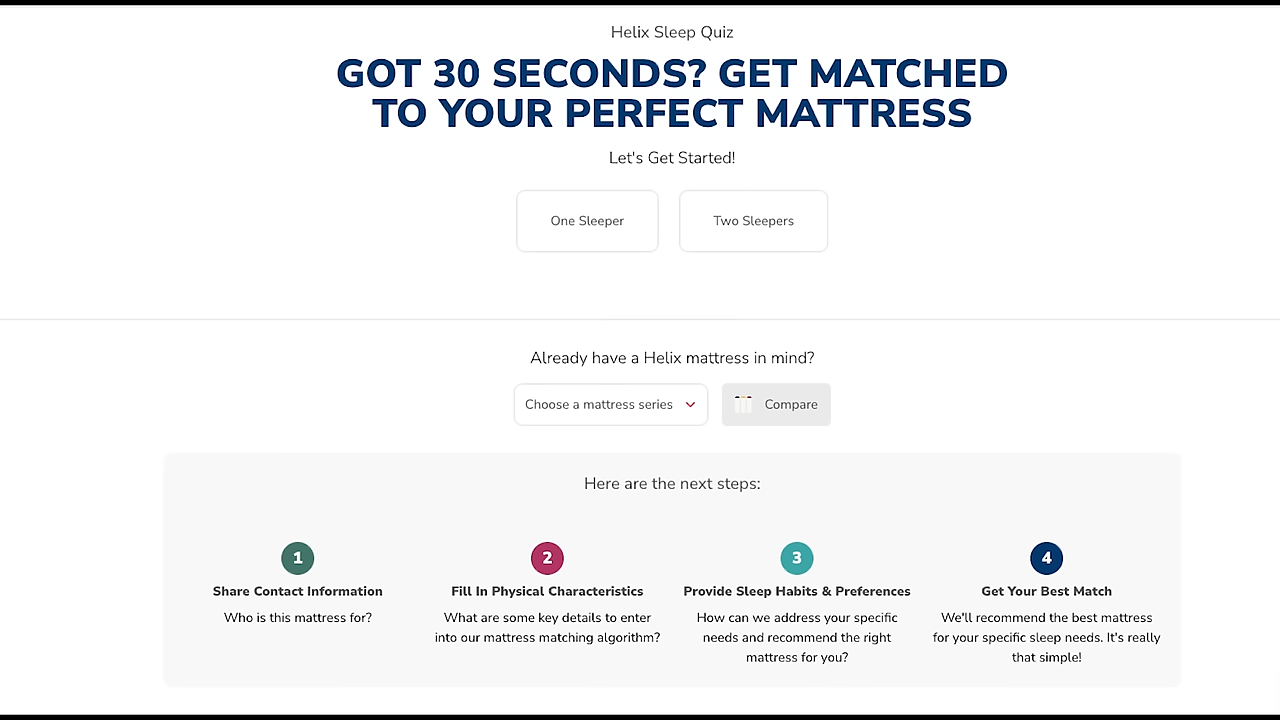 Helix Sleep Quiz
GOT 30 SECONDS? GET MATCHED
TO YOUR PERFECT MATTRESS
Let's Get Started!
One Sleeper
Two Sleepers
Already have a Helix mattress in mind?
Choose a mattress series
Compare
Here are the next steps:
1
Share Contact Information
Who is this mattress for?
2
Fill In Physical Characteristics
What are some key details to enter
into our mattress matching algorithm?
3
Provide Sleep Habits & Preferences
How can we address your specific
needs and recommend the right
mattress for you?
4
Get Your Best Match
We'll recommend the best mattress
for your specific sleep needs. It's really
that simple!